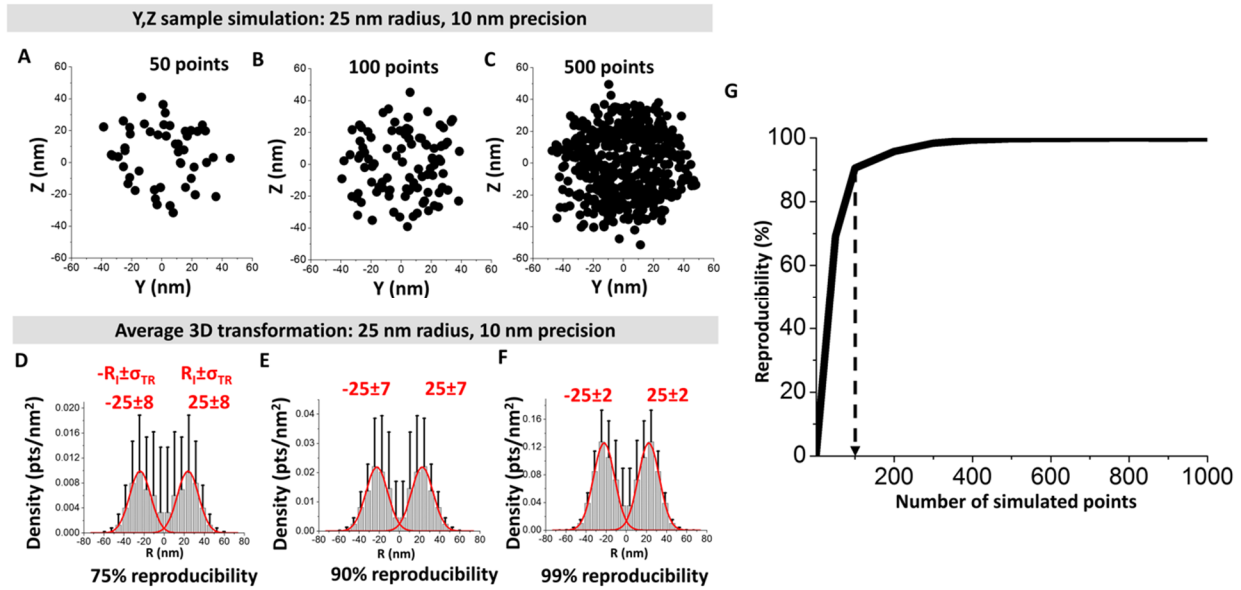 Y,Z sample simulation: 25 nm radius, 10 nm precision
A
50 points
B
100 points
C
500 points
60
40
20
0
-20
-40
-60
Z (nm)
-60 -40 -20 0 20 40 60
Y (nm)
60
40
20
0
-20
-40
-60
Z (nm)
-60 -40 -20 0 20 40 60
Y (nm)
60
40
20
0
-20
-40
-60
Z (nm)
-60 -40 -20 0 20 40 60
Y (nm)
Average 3D transformation: 25 nm radius, 10 nm precision
D
-RI±σTR RI±σTR
-25±8 25±8
0.020
0.016
0.012
0.008
0.004
0.000
Density (pts/nm²)
-80 -60 -40 -20 0 20 40 60 80
R (nm)
75% reproducibility
E
-25±7 25±7
0.04
0.03
0.02
0.01
0.00
Density (pts/nm²)
-80 -60 -40 -20 0 20 40 60 80
R (nm)
90% reproducibility
F
-25±2 25±2
0.16
0.12
0.08
0.04
0.00
Density (pts/nm²)
-80 -60 -40 -20 0 20 40 60 80
R (nm)
99% reproducibility
G
100
80
60
40
20
0
Reproducibility (%)
200 400 600 800 1000
Number of simulated points